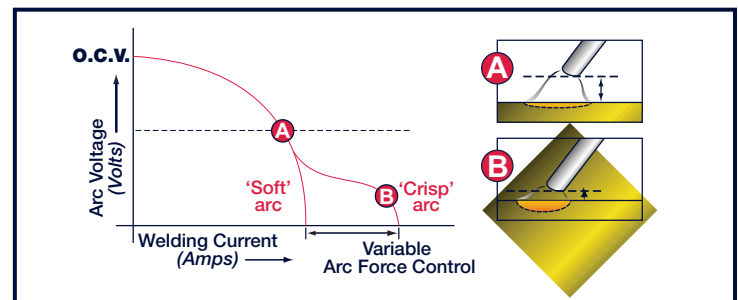 O.C.V.
Arc Voltage
(Volts)
A
'Soft'
arc
B
'Crisp'
arc
Welding Current
(Amps)
Variable
Arc Force Control
A
B